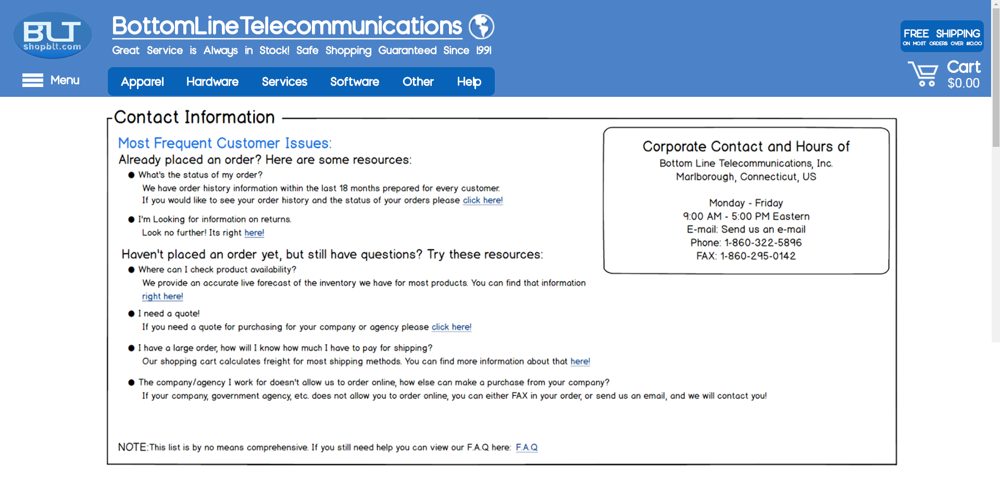 BLT
shopblt.com
BottomLineTelecommunications
Great Service is Always in Stock! Safe Shopping Guaranteed Since 1991
FREE SHIPPING
ON MOST ORDERS OVER $10.00
Menu
Apparel Hardware Services Software Other Help
Cart
$0.00
Contact Information
Most Frequent Customer Issues:
Already placed an order? Here are some resources:
● What's the status of my order?
We have order history information within the last 18 months prepared for every customer.
If you would like to see your order history and the status of your orders please click here!
● I'm Looking for information on returns.
Look no further! Its right here!
Haven't placed an order yet, but still have questions? Try these resources:
● Where can I check product availability?
We provide an accurate live forecast of the inventory we have for most products. You can find that information
right here!
● I need a quote!
If you need a quote for purchasing for your company or agency please click here!
● I have a large order, how will I know how much I have to pay for shipping?
Our shopping cart calculates freight for most shipping methods. You can find more information about that here!
● The company/agency I work for doesn't allow us to order online, how else can make a purchase from your company?
If your company, government agency, etc. does not allow you to order online, you can either FAX in your order, or send us an email, and we will contact you!
NOTE:This list is by no means comprehensive. If you still need help you can view our F.A.Q here: F.A.Q
Corporate Contact and Hours of
Bottom Line Telecommunications, Inc.
Marlborough, Connecticut, US
Monday - Friday
9:00 AM - 5:00 PM Eastern
E-mail: Send us an e-mail
Phone: 1-860-322-5896
FAX: 1-860-295-0142